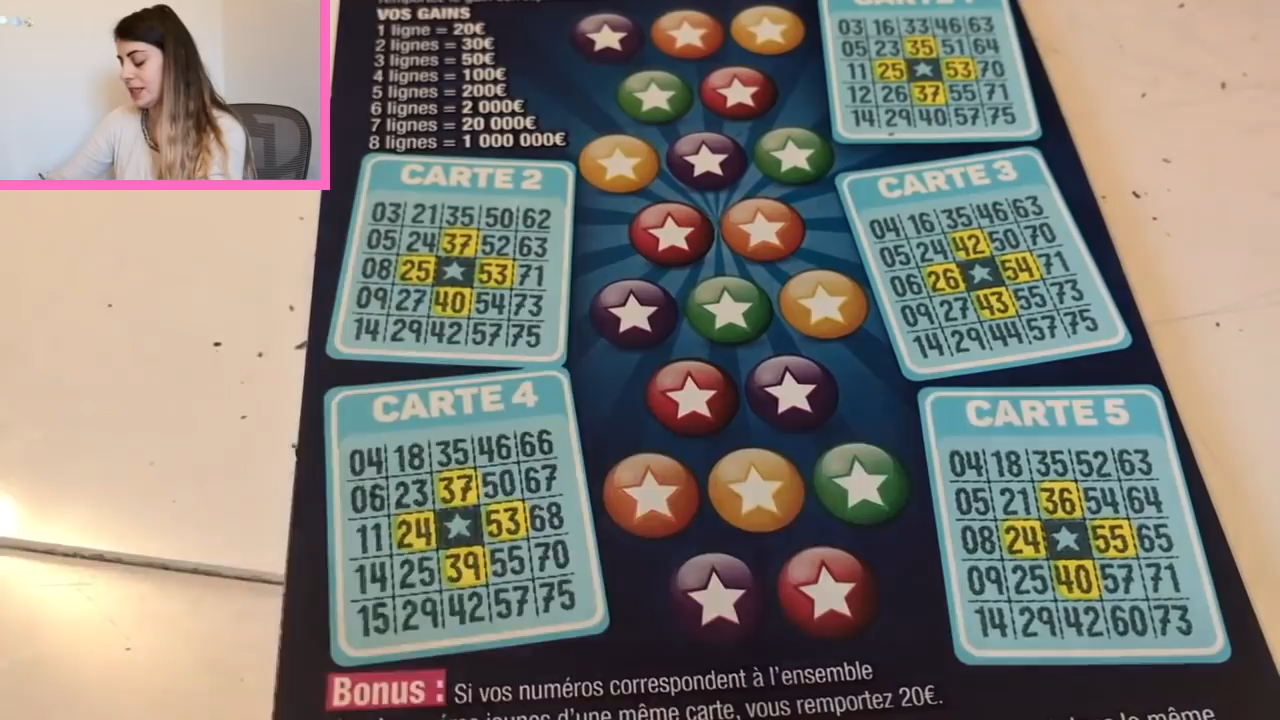 VOS GAINS
1 ligne = 20€
2 lignes = 30€
3 lignes = 50€
4 lignes = 100€
5 lignes = 200€
6 lignes = 2 000€
7 lignes = 20 000€
8 lignes = 1 000 000€
03 16 33 46 63
05 23 35 51 64
11 25 53 70
12 26 37 55 71
14 29 40 57 75
CARTE 2
03 21 35 50 62
05 24 37 52 63
08 25 53 71
09 27 40 54 73
14 29 42 57 75
CARTE 3
04 16 35 46 63
05 24 42 50 70
06 26 54 71
09 27 43 55 73
14 29 44 57 75
CARTE 4
04 18 35 46 66
06 23 37 50 67
11 24 53 68
14 25 39 55 70
15 29 42 57 75
CARTE 5
04 18 35 52 63
05 21 36 54 64
08 24 55 65
09 25 40 57 71
14 29 42 60 73
Bonus : Si vos numéros correspondent à l'ensemble
jaunes d'une même carte, vous remportez 20€.
le même